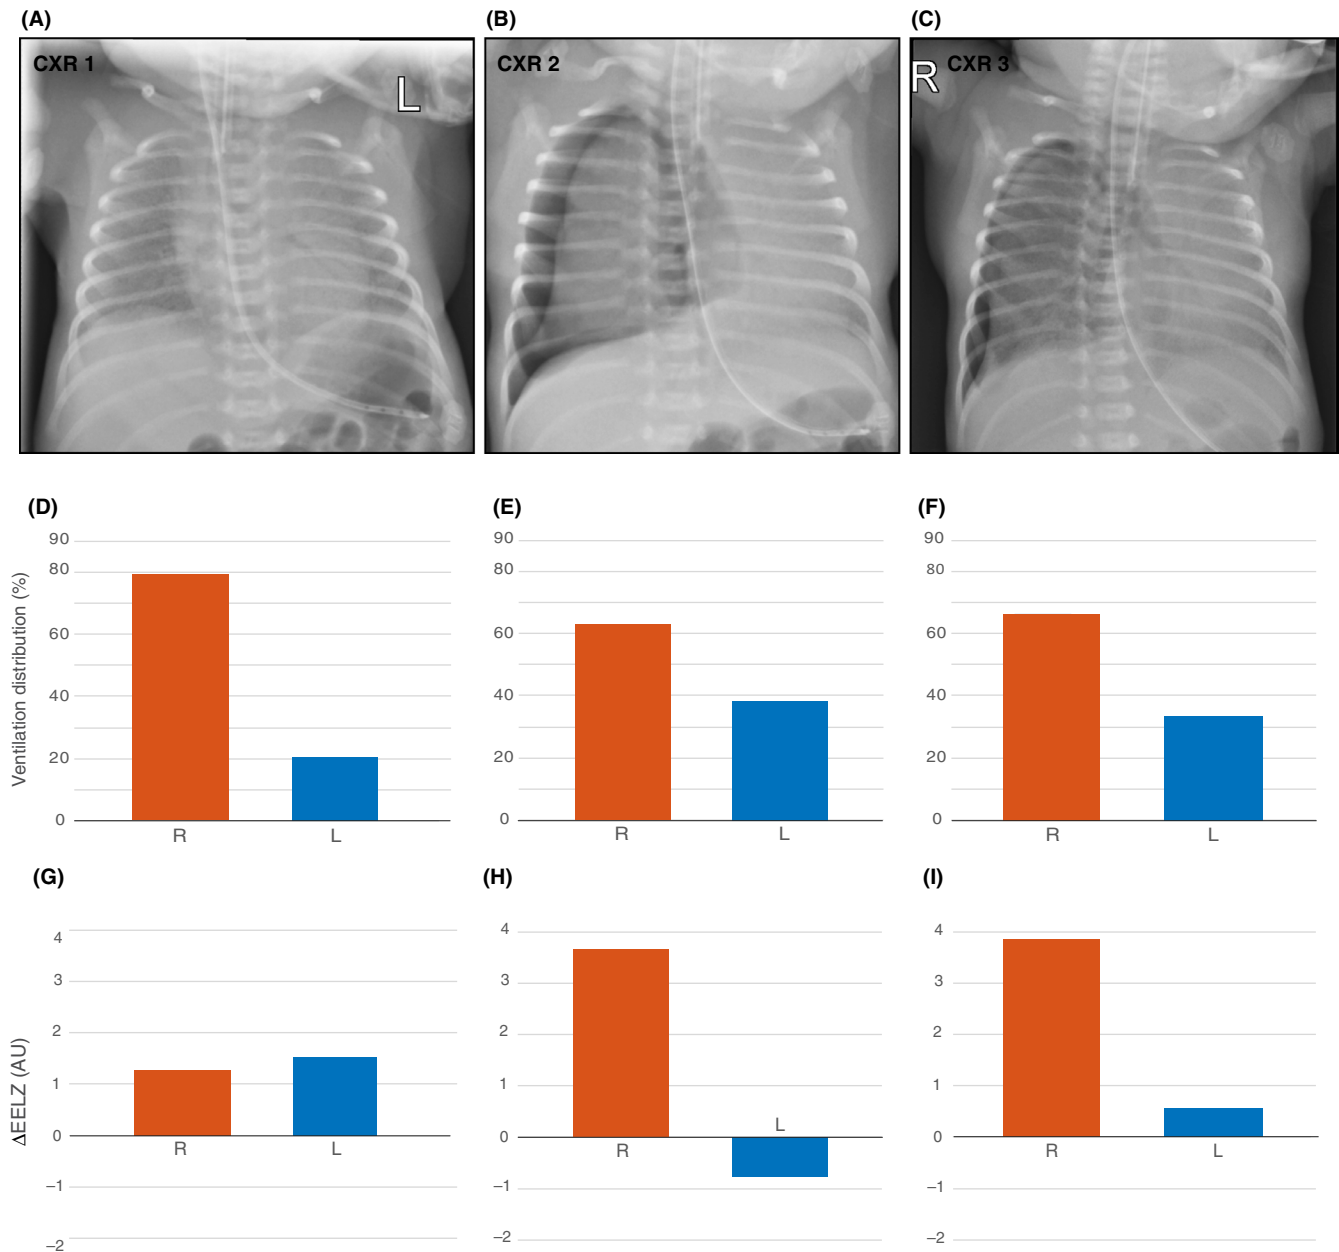 (A)
(B)
(C)
CXR 1
L
CXR 2
R
CXR 3
(D)
(E)
(F)
Ventilation distribution (%)
90
80
60
40
20
0
R
L
90
80
60
40
20
0
R
L
90
80
60
40
20
0
R
L
(G)
(H)
(I)
ΔEELZ (AU)
4
3
2
1
0
–1
–2
R
L
4
3
2
1
0
–1
–2
R
L
4
3
2
1
0
–1
–2
R
L